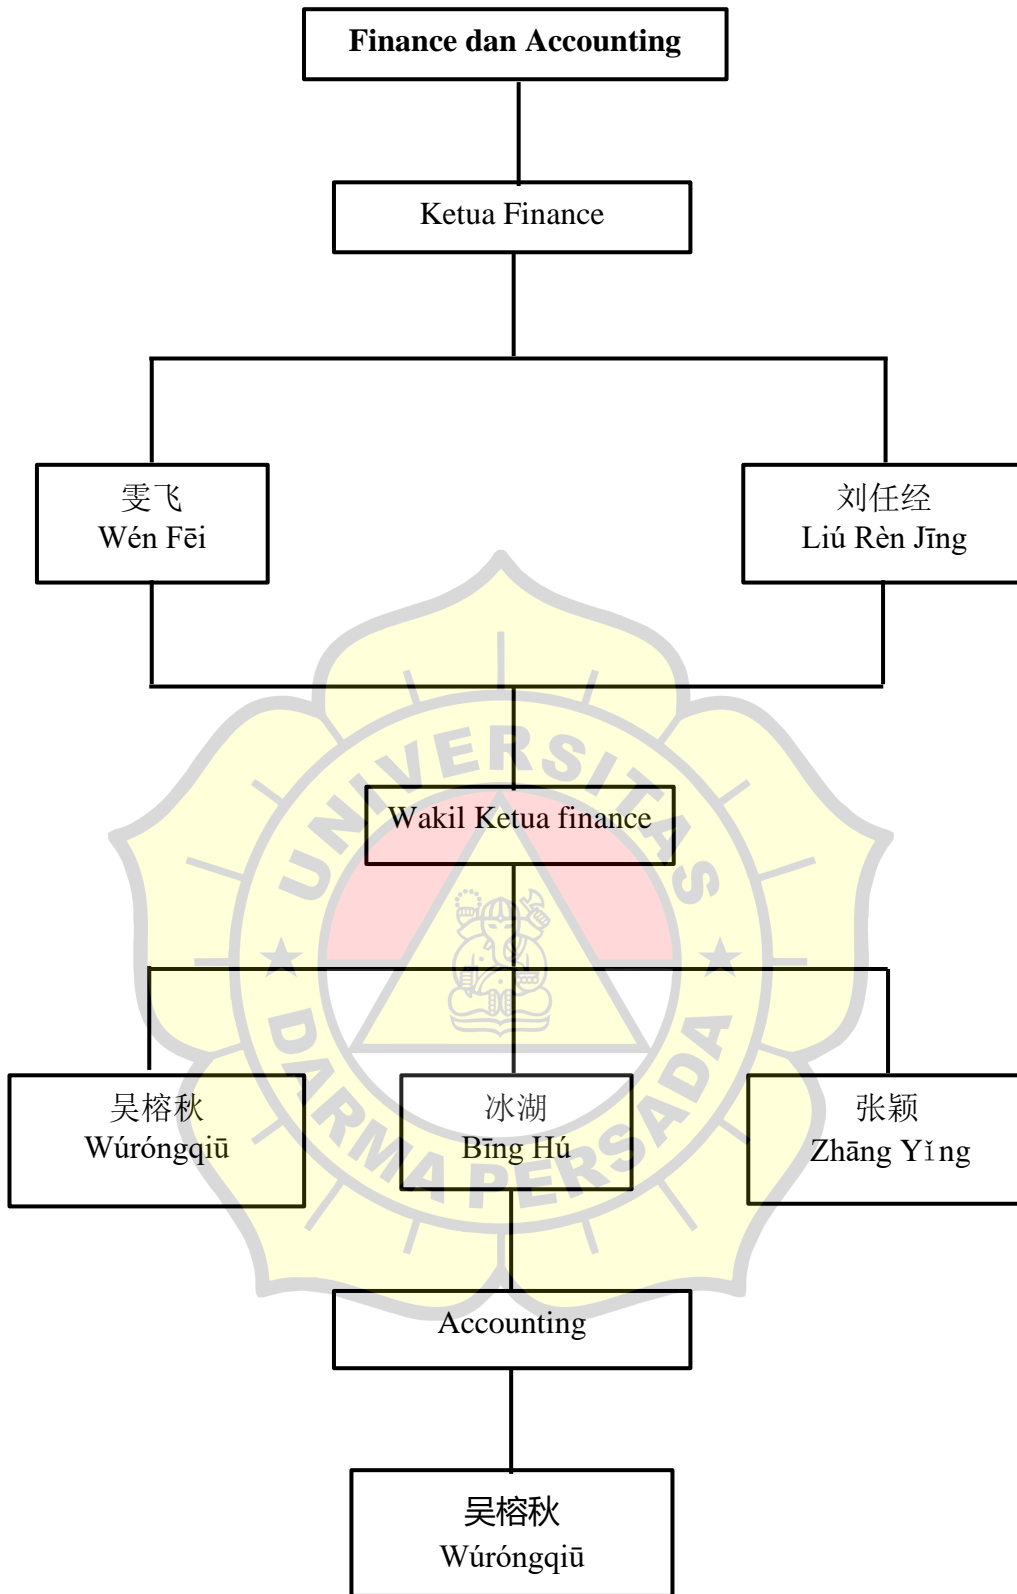 Finance dan Accounting
Ketua Finance
雯飞
Wén Fēi
刘任经
Liú Rèn Jīng
UNIVERSITAS
Wakil Ketua finance
吴榕秋
Wúróngqiū
冰湖
Bīng Hú
张颖
Zhāng Yǐng
DARMA PERSADA
Accounting
吴榕秋
Wúróngqiū